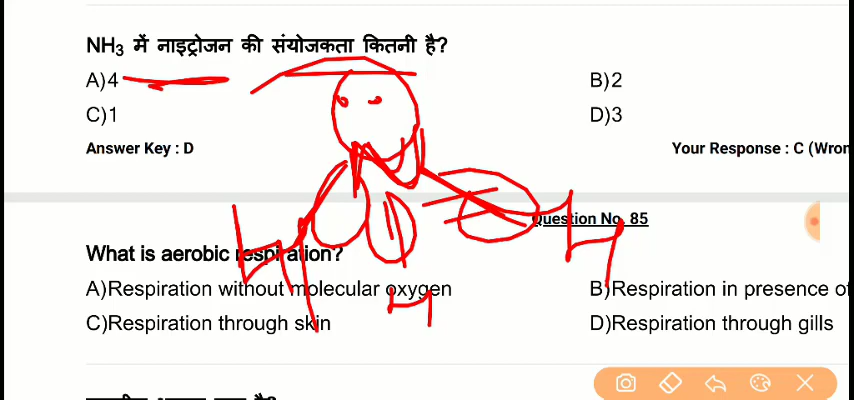 NH3 में नाइट्रोजन की संयोजकता कितनी है?
A)4 B)2
C)1 D)3
Answer Key : D Your Response : C (Wron
Question No. 85
What is aerobic respiration?
A)Respiration without molecular oxygen B)Respiration in presence of
C)Respiration through skin D)Respiration through gills